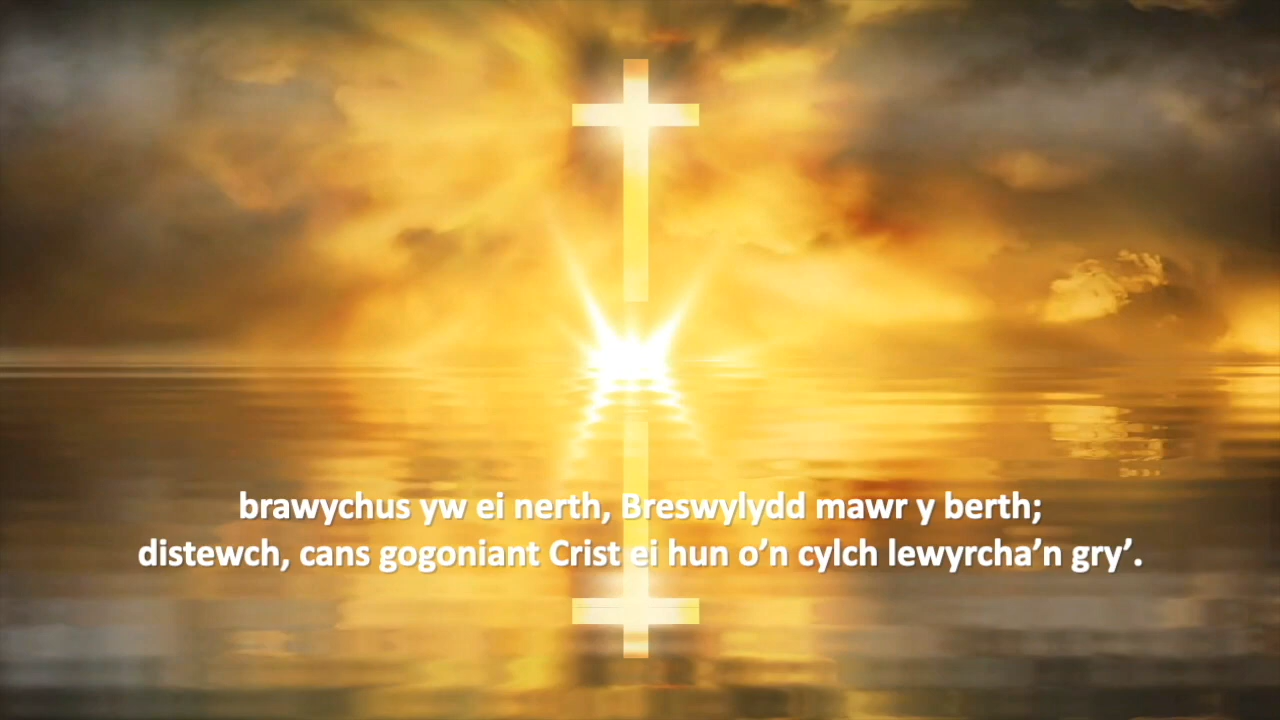 brawychus yw ei nerth, Breswylydd mawr y berth;
distewch, cans gogoniant Crist ei hun o’n cylch lewyrcha’n gry’.